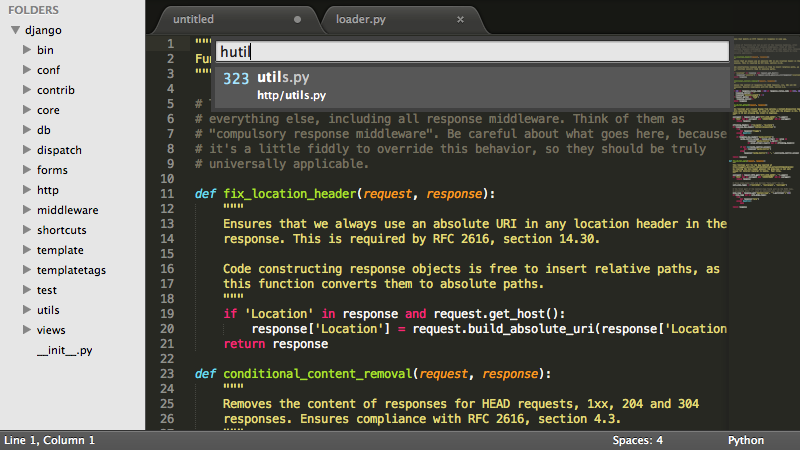 FOLDERS
django
bin
conf
contrib
core
db
dispatch
forms
http
middleware
shortcuts
template
templatetags
test
utils
views
__init__.py
untitled
loader.py
hutil
323 utils.py
http/utils.py
1 """
2 Fun
3 """
4
5 #
6 # everything else, including all response middleware. Think of them as
7 # "compulsory response middleware". Be careful about what goes here, because
8 # it's a little fiddly to override this behavior, so they should be truly
9 # universally applicable.
10
11 def fix_location_header(request, response):
12 """
13 Ensures that we always use an absolute URI in any location header in the
14 response. This is required by RFC 2616, section 14.30.
15
16 Code constructing response objects is free to insert relative paths, as
17 this function converts them to absolute paths.
18 """
19 if 'Location' in response and request.get_host():
20 response['Location'] = request.build_absolute_uri(response['Location
21 return response
22
23 def conditional_content_removal(request, response):
24 """
25 Removes the content of responses for HEAD requests, 1xx, 204 and 304
26 responses. Ensures compliance with RFC 2616, section 4.3.
Line 1, Column 1
Spaces: 4
Python